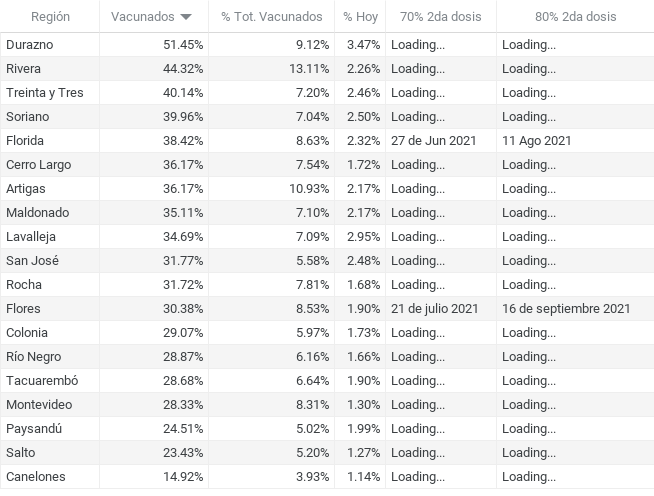 Región Vacunados % Tot. Vacunados % Hoy 70% 2da dosis 80% 2da dosis
Durazno 51.45% 9.12% 3.47% Loading... Loading...
Rivera 44.32% 13.11% 2.26% Loading... Loading...
Treinta y Tres 40.14% 7.20% 2.46% Loading... Loading...
Soriano 39.96% 7.04% 2.50% Loading... Loading...
Florida 38.42% 8.63% 2.32% 27 de Jun 2021 11 Ago 2021
Cerro Largo 36.17% 7.54% 1.72% Loading... Loading...
Artigas 36.17% 10.93% 2.17% Loading... Loading...
Maldonado 35.11% 7.10% 2.17% Loading... Loading...
Lavalleja 34.69% 7.09% 2.95% Loading... Loading...
San José 31.77% 5.58% 2.48% Loading... Loading...
Rocha 31.72% 7.81% 1.68% Loading... Loading...
Flores 30.38% 8.53% 1.90% 21 de julio 2021 16 de septiembre 2021
Colonia 29.07% 5.97% 1.73% Loading... Loading...
Río Negro 28.87% 6.16% 1.66% Loading... Loading...
Tacuarembó 28.68% 6.64% 1.90% Loading... Loading...
Montevideo 28.33% 8.31% 1.30% Loading... Loading...
Paysandú 24.51% 5.02% 1.99% Loading... Loading...
Salto 23.43% 5.20% 1.27% Loading... Loading...
Canelones 14.92% 3.93% 1.14% Loading... Loading...